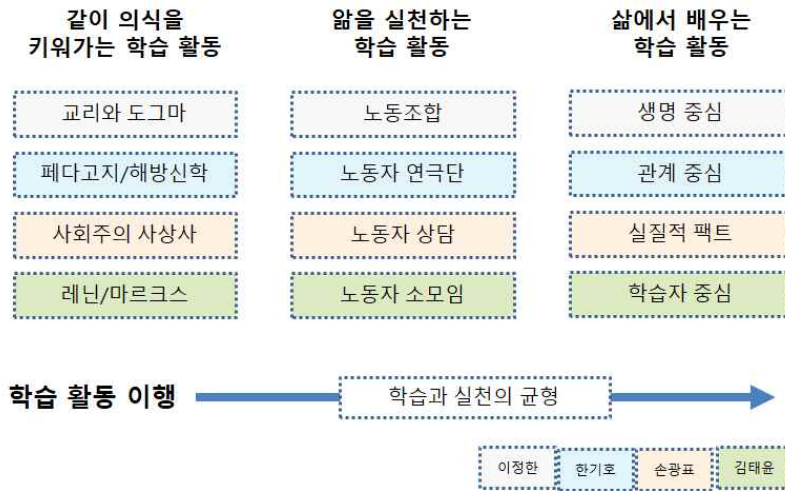 같이 의식을
키워가는 학습 활동
앎을 실천하는
학습 활동
삶에서 배우는
학습 활동
교리와 도그마
노동조합
생명 중심
페다고지/해방신학
노동자 연극단
관계 중심
사회주의 사상사
노동자 상담
실질적 팩트
레닌/마르크스
노동자 소모임
학습자 중심
학습 활동 이행
학습과 실천의 균형
이정한
한기호
손광표
김태윤